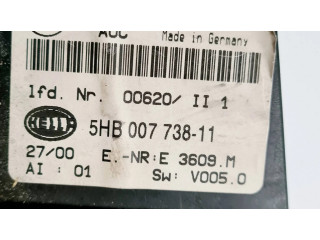 AUC Made in Germany
lfd. Nr. 00620/ II 1
HELLA 5HB 007 738-11
27/00 E.-NR:E 3609.M
AI : 01 Sw: V005.0